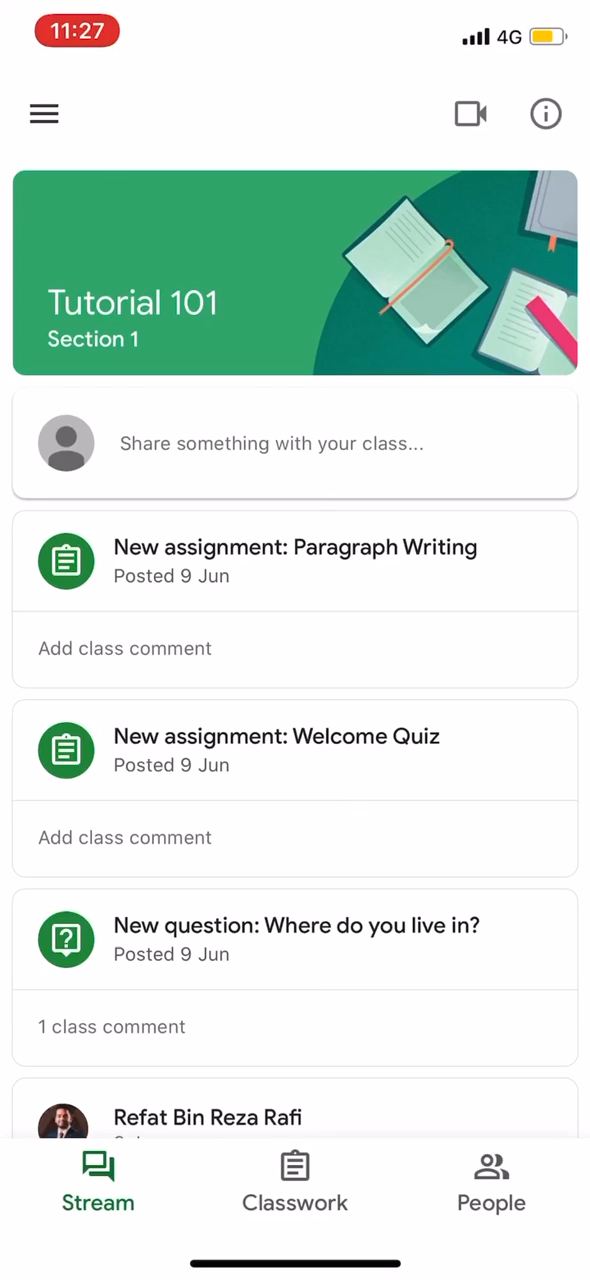 11:27
4G
Tutorial 101
Section 1
Share something with your class...
New assignment: Paragraph Writing
Posted 9 Jun
Add class comment
New assignment: Welcome Quiz
Posted 9 Jun
Add class comment
New question: Where do you live in?
Posted 9 Jun
1 class comment
Refat Bin Reza Rafi
Stream
Classwork
People